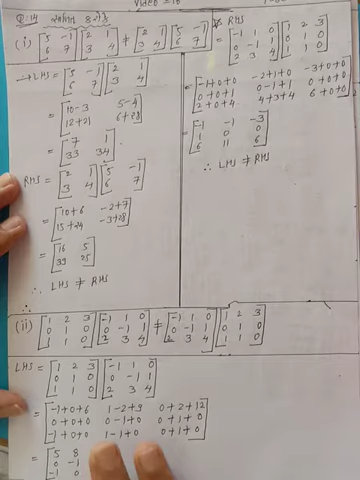 Video = 16
Q:14 સાબિત કરો કે
(i) [5 -1; 6 7] [2 1; 3 4] ≠ [2 1; 3 4] [5 -1; 6 7]
→ LHS = [5 -1; 6 7] [2 1; 3 4]
= [10-3 5-4; 12+21 6+28]
= [7 1; 33 34]
RHS = [2 1; 3 4] [5 -1; 6 7]
= [10+6 -2+7; 15+24 -3+28]
= [16 5; 39 25]
∴ LHS ≠ RHS
RHS
= [-1 1 0; 0 -1 1; 2 3 4] [1 2 3; 0 1 0; 1 1 0]
= [-1+0+0 -2+1+0 -3+0+0; 0+0+1 0-1+1 0+0+0; 2+0+4 4+3+4 6+0+0]
= [-1 -1 -3; 1 0 0; 6 11 6]
∴ LHS ≠ RHS
(ii) [1 2 3; 0 1 0; 1 1 0] [-1 1 0; 0 -1 1; 2 3 4] ≠ [-1 1 0; 0 -1 1; 2 3 4] [1 2 3; 0 1 0; 1 1 0]
LHS = [1 2 3; 0 1 0; 1 1 0] [-1 1 0; 0 -1 1; 2 3 4]
= [-1+0+6 1-2+9 0+2+12; 0+0+0 0-1+0 0+1+0; -1+0+0 1-1+0 0+1+0]
= [5 8; 0 -1; -1 0